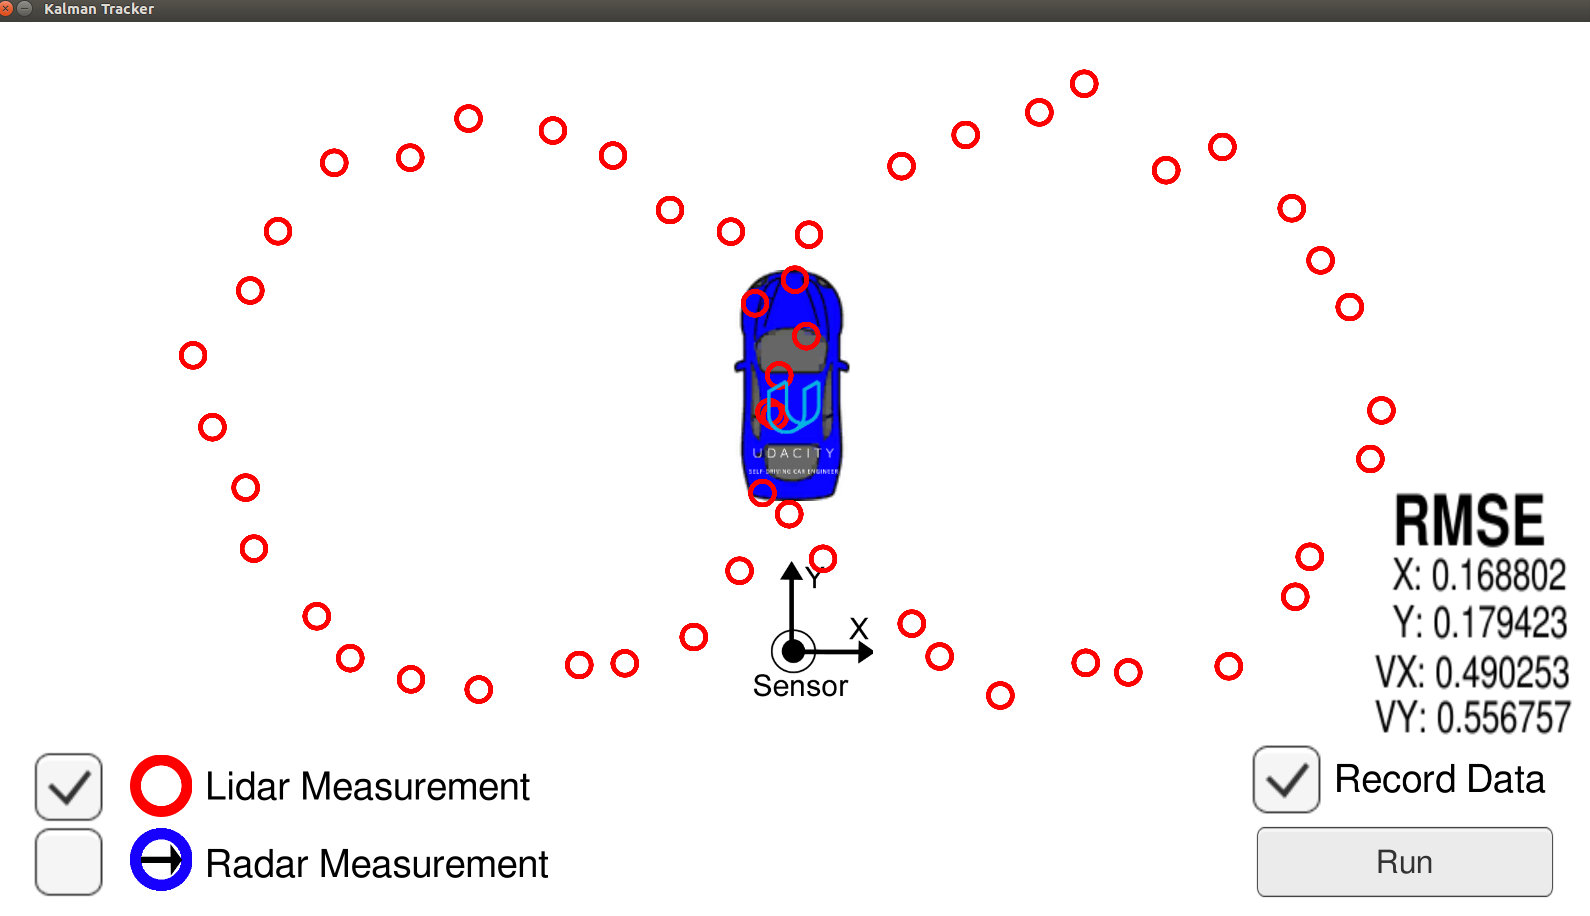 Kalman Tracker
UDACITY
SELF-DRIVING CAR ENGINEER
Y
X
Sensor
RMSE
X: 0.168802
Y: 0.179423
VX: 0.490253
VY: 0.556757
Lidar Measurement
Radar Measurement
Record Data
Run